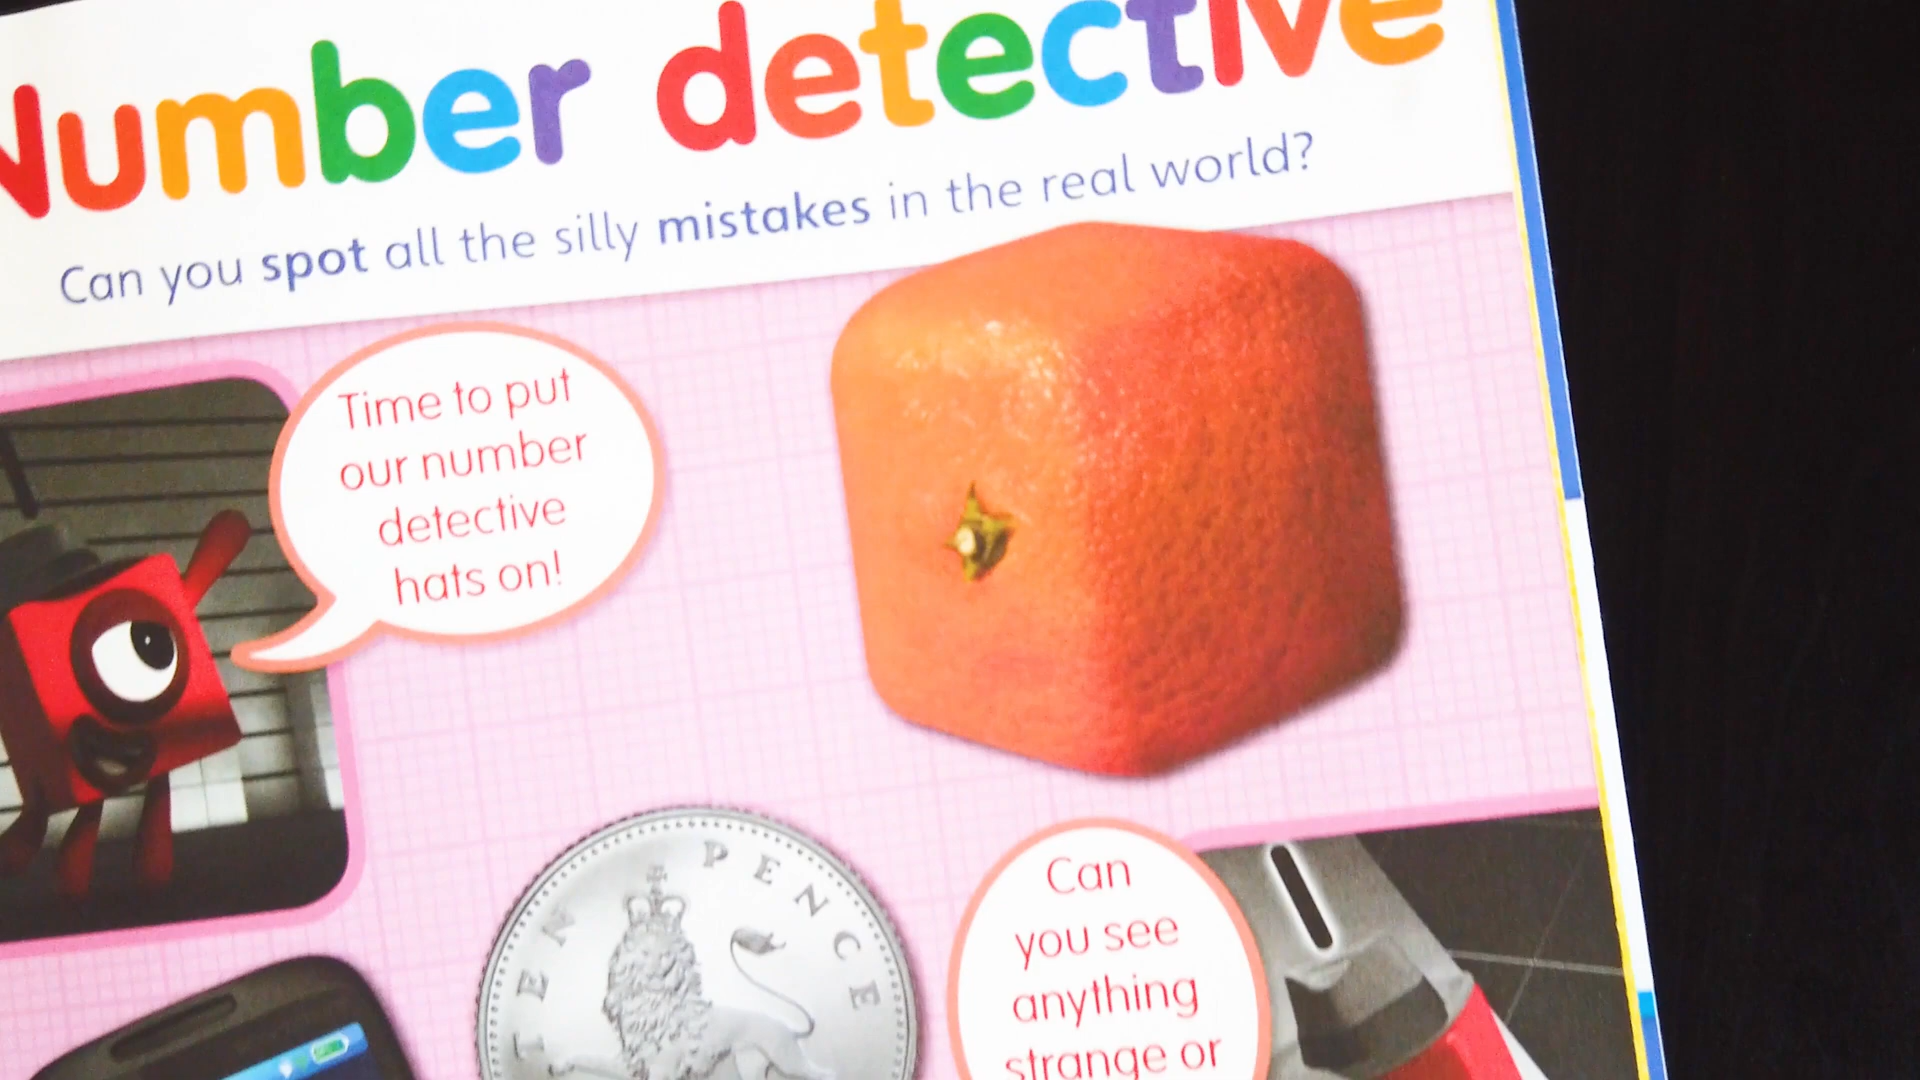 Number detective
Can you spot all the silly mistakes in the real world?
Time to put
our number
detective
hats on!
TEN PENCE
Can
you see
anything
strange or